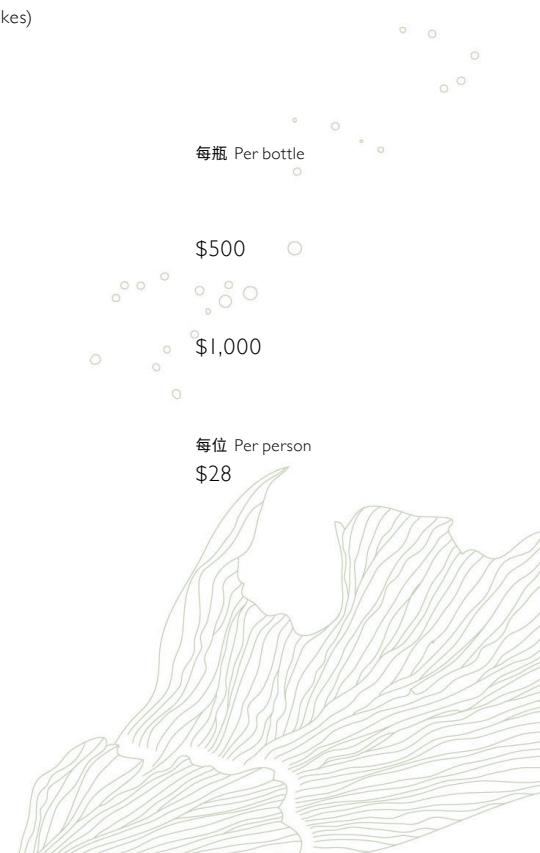 kes)
每瓶 Per bottle
$500
$1,000
每位 Per person
$28